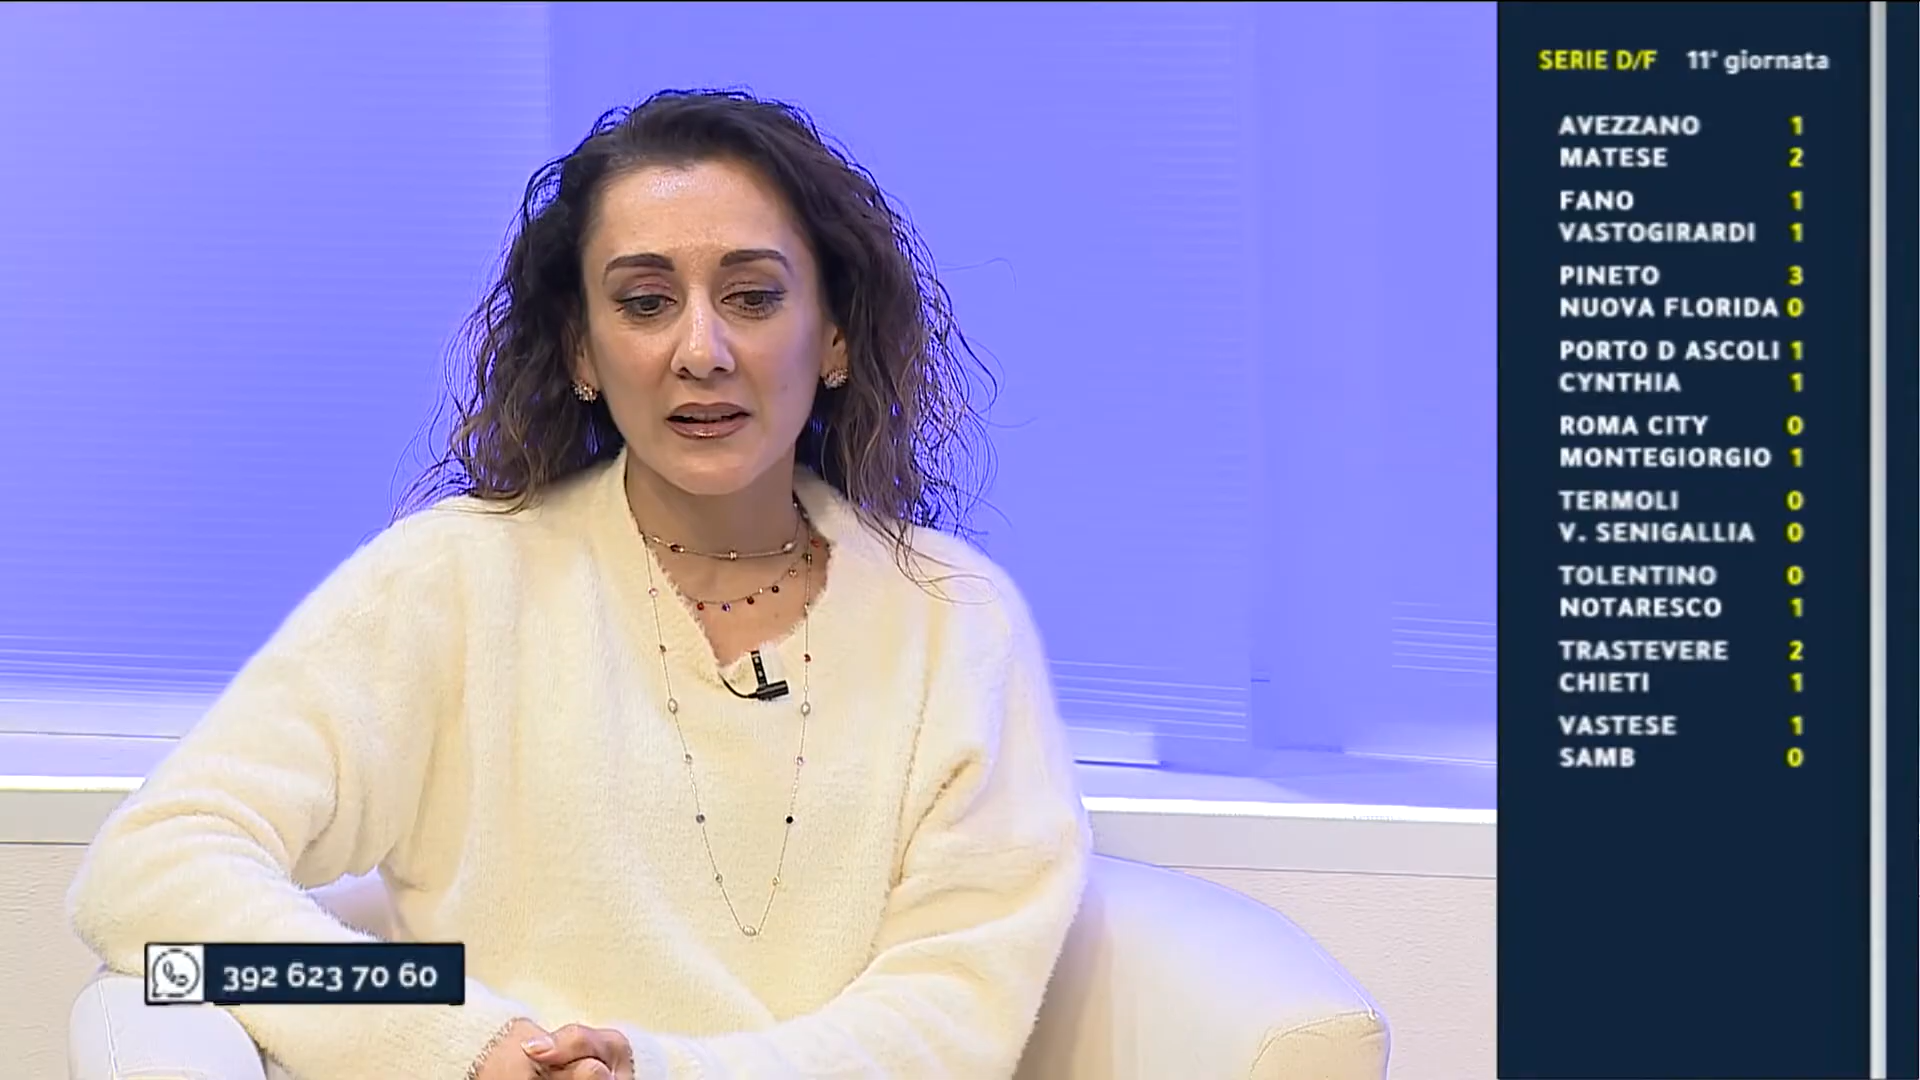 SERIE D/F 11ª giornata
AVEZZANO 1
MATESE 2
FANO 1
VASTOGIRARDI 1
PINETO 3
NUOVA FLORIDA 0
PORTO D ASCOLI 1
CYNTHIA 1
ROMA CITY 0
MONTEGIORGIO 1
TERMOLI 0
V. SENIGALLIA 0
TOLENTINO 0
NOTARESCO 1
TRASTEVERE 2
CHIETI 1
VASTESE 1
SAMB 0
392 623 70 60